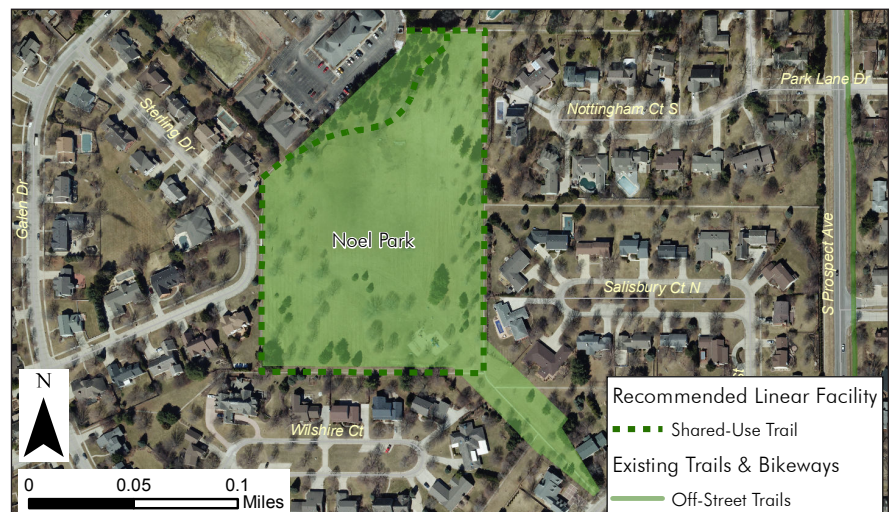 Park Lane Dr
Nottingham Ct S
Sterling Dr
Galen Dr
Noel Park
S Prospect Ave
Salisbury Ct N
St
Wilshire Ct
N
0 0.05 0.1
Miles
Recommended Linear Facility
Shared-Use Trail
Existing Trails & Bikeways
Off-Street Trails